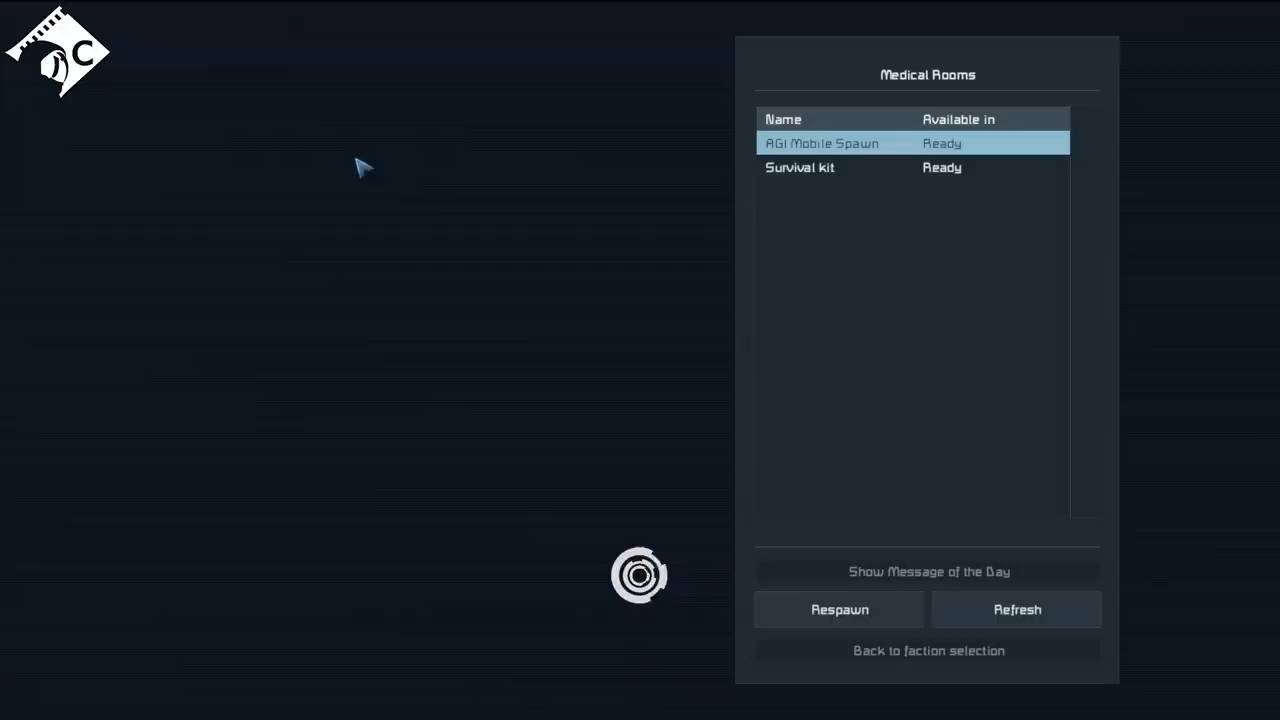 C
Medical Rooms
Name Available in
AGI Mobile Spawn Ready
Survival kit Ready
Show Message of the Day
Respawn Refresh
Back to faction selection